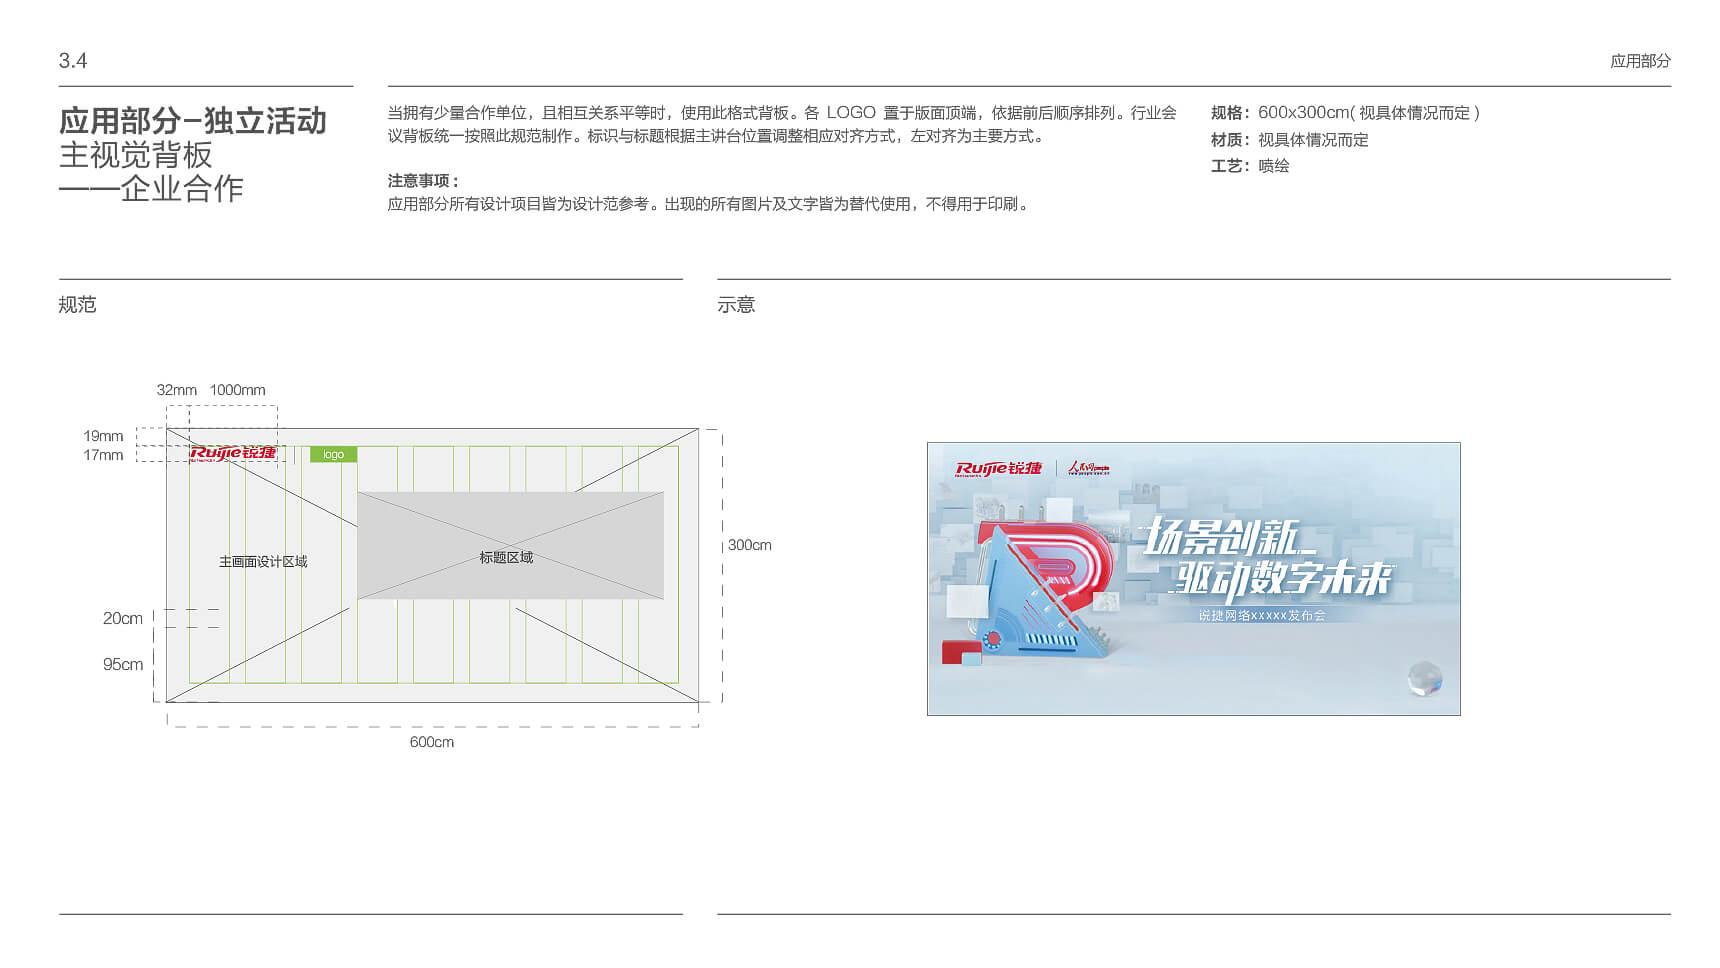 3.4
应用部分
应用部分-独立活动
主视觉背板
——企业合作
当拥有少量合作单位，且相互关系平等时，使用此格式背板。各 LOGO 置于版面顶端，依据前后顺序排列。行业会
议背板统一按照此规范制作。标识与标题根据主讲台位置调整相应对齐方式，左对齐为主要方式。
注意事项：
应用部分所有设计项目皆为设计范参考。出现的所有图片及文字皆为替代使用，不得用于印刷。
规格：600x300cm( 视具体情况而定 )
材质：视具体情况而定
工艺：喷绘
规范
示意
32mm 1000mm
19mm
17mm
Ruijie锐捷
logo
300cm
主画面设计区域
标题区域
20cm
95cm
600cm
Ruijie锐捷 人民网
场景创新_
驱动数字未来
锐捷网络xxxxx发布会